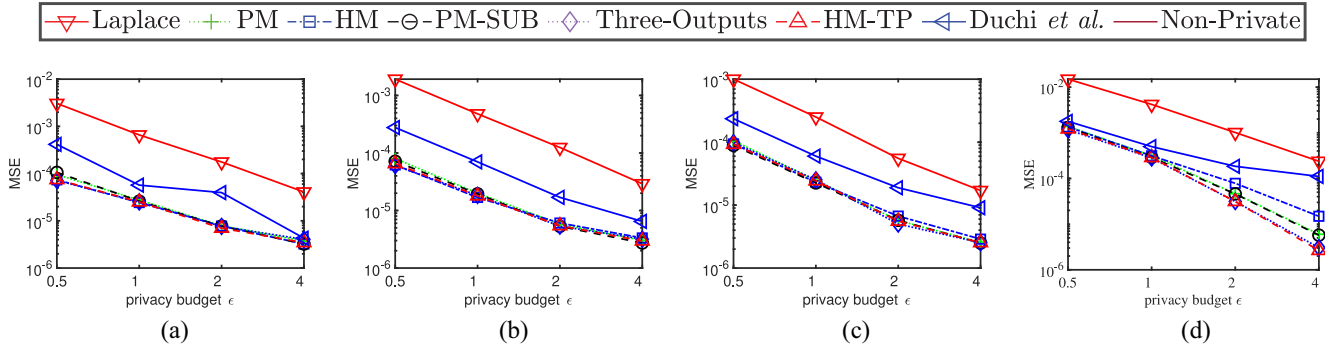 Laplace PM HM PM-SUB Three-Outputs HM-TP Duchi et al. Non-Private
10^-2
10^-3
10^-4
10^-5
10^-6
MSE
0.5 1 2 4
privacy budget ϵ
(a)
10^-3
10^-4
10^-5
10^-6
MSE
0.5 1 2 4
privacy budget ϵ
(b)
10^-3
10^-4
10^-5
10^-6
MSE
0.5 1 2 4
privacy budget ϵ
(c)
10^-2
10^-4
10^-6
MSE
0.5 1 2 4
privacy budget ϵ
(d)